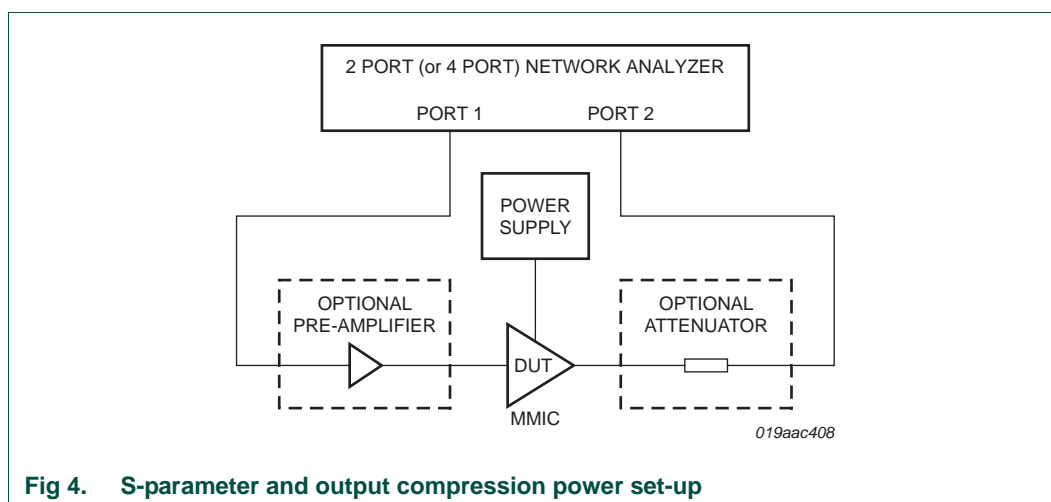 2 PORT (or 4 PORT) NETWORK ANALYZER
PORT 1
PORT 2
POWER
SUPPLY
OPTIONAL
PRE-AMPLIFIER
OPTIONAL
ATTENUATOR
DUT
MMIC
019aac408
Fig 4. S-parameter and output compression power set-up